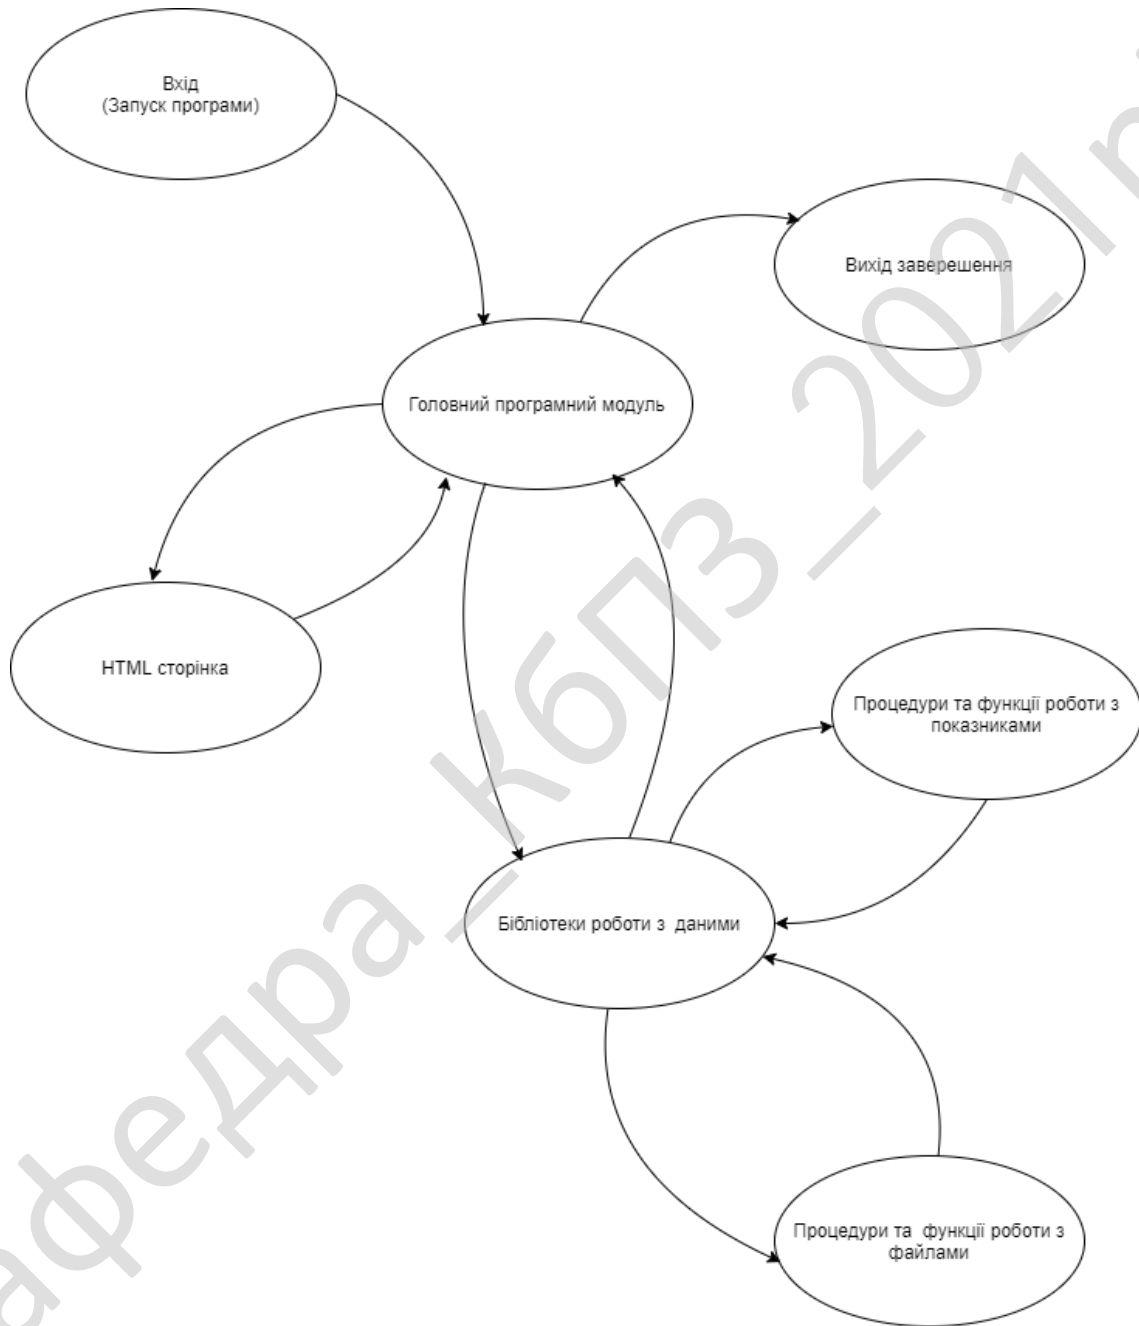 Вхід
(Запуск програми)
Вихід заверешення
Головний програмний модуль
HTML сторінка
Процедури та функції роботи з
показниками
Бібліотеки роботи з даними
Процедури та функції роботи з
файлами
афедра_КбПЗ_2021р